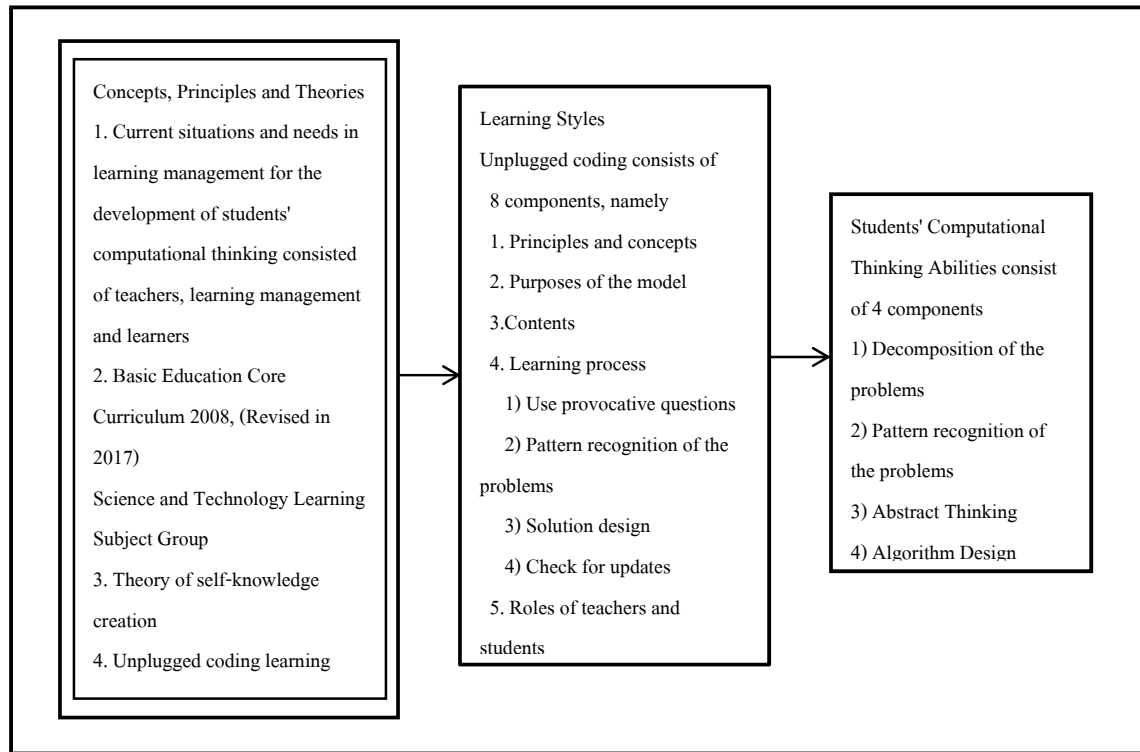 Concepts, Principles and Theories
1. Current situations and needs in
learning management for the
development of students'
computational thinking consisted
of teachers, learning management
and learners
2. Basic Education Core
Curriculum 2008, (Revised in
2017)
Science and Technology Learning
Subject Group
3. Theory of self-knowledge
creation
4. Unplugged coding learning
Learning Styles
Unplugged coding consists of
8 components, namely
1. Principles and concepts
2. Purposes of the model
3.Contents
4. Learning process
1) Use provocative questions
2) Pattern recognition of the
problems
3) Solution design
4) Check for updates
5. Roles of teachers and
students
Students' Computational
Thinking Abilities consist
of 4 components
1) Decomposition of the
problems
2) Pattern recognition of
the problems
3) Abstract Thinking
4) Algorithm Design